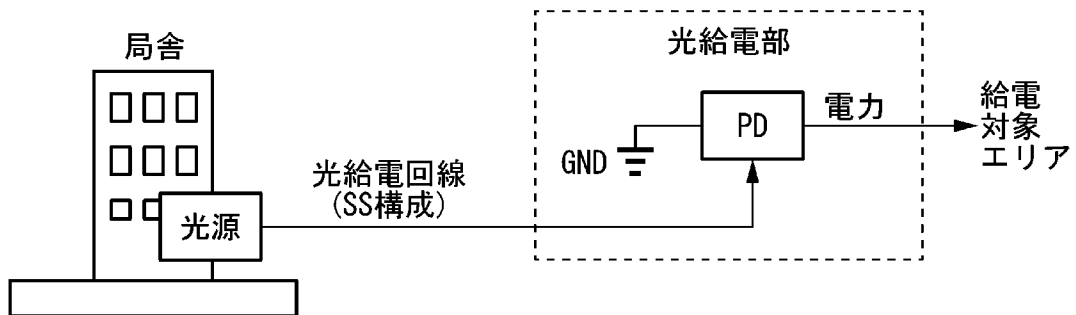 局舎
光源
光給電回線
(SS構成)
光給電部
GND
PD
電力
給電
対象
エリア